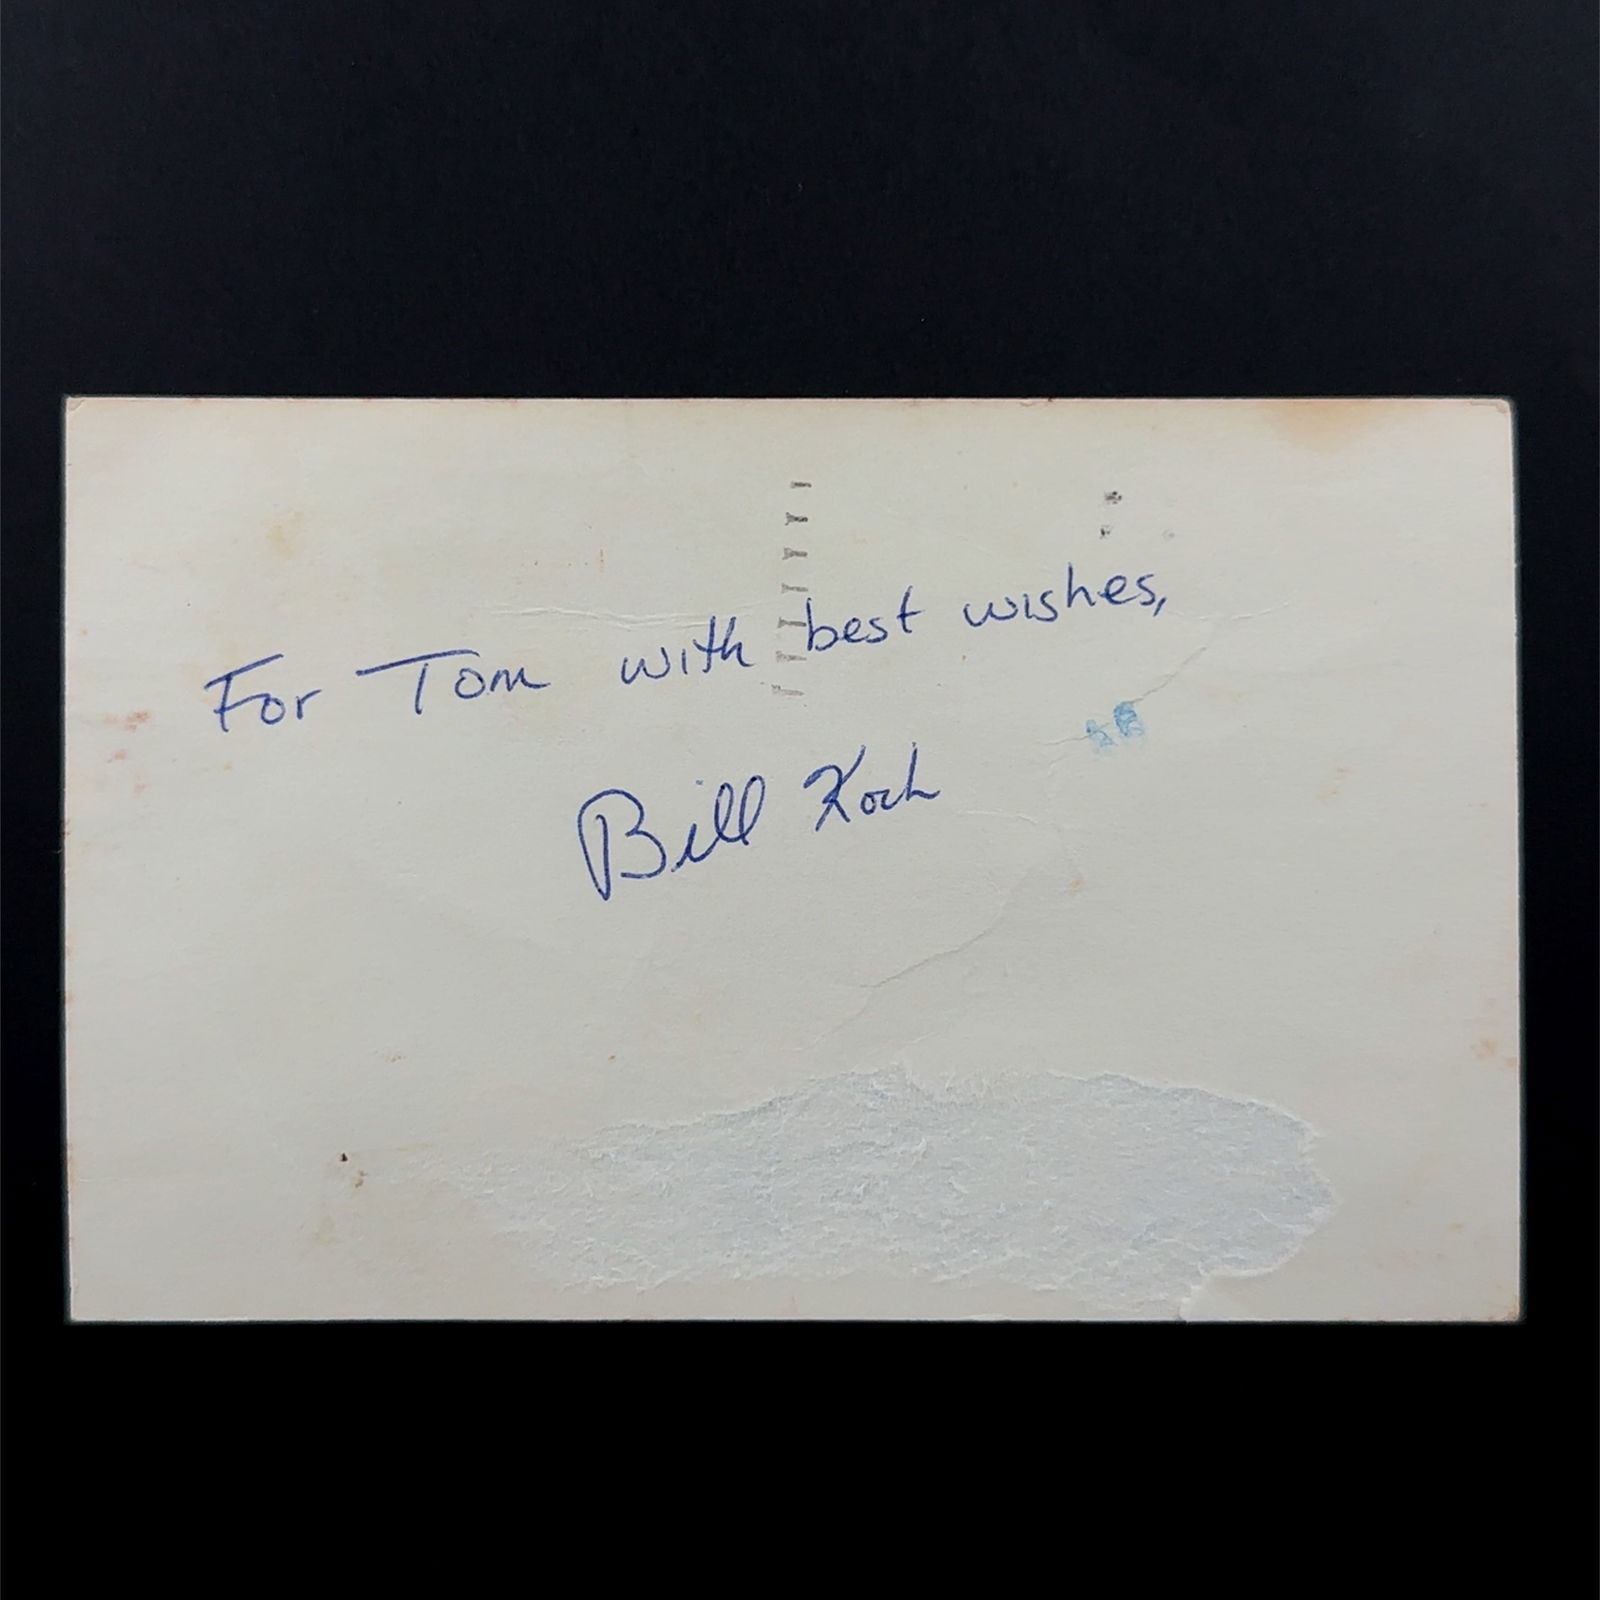 For Tom with best wishes,
Bill Koch